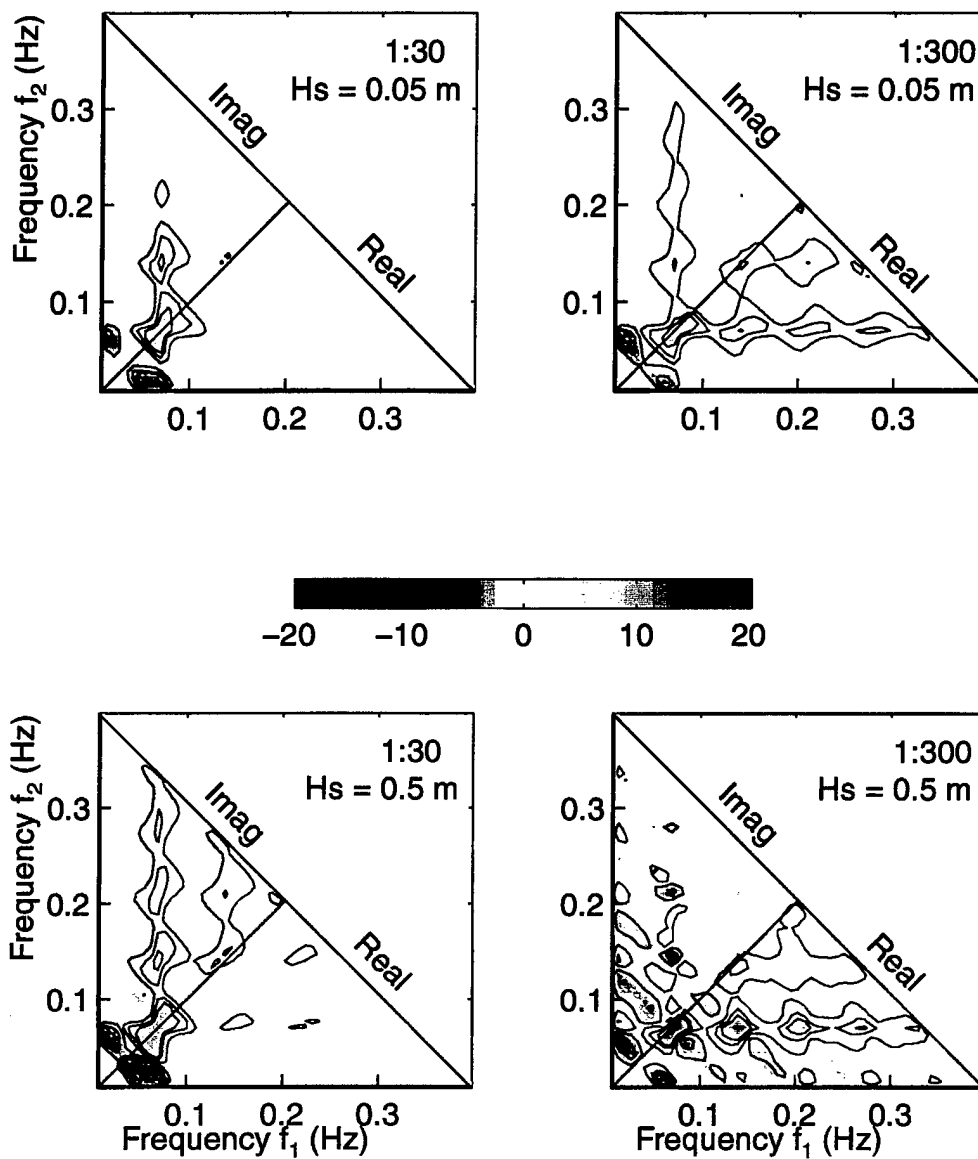 Frequency f₂ (Hz)
0.3
0.2
0.1
Imag
Real
1:30
Hs = 0.05 m
0.1 0.2 0.3
Imag
Real
1:300
Hs = 0.05 m
0.3
0.2
0.1
0.1 0.2 0.3
−20 −10 0 10 20
Frequency f₂ (Hz)
0.3
0.2
0.1
Imag
Real
1:30
Hs = 0.5 m
0.1 0.2 0.3
Frequency f₁ (Hz)
Imag
Real
1:300
Hs = 0.5 m
0.3
0.2
0.1
0.1 0.2 0.3
Frequency f₁ (Hz)